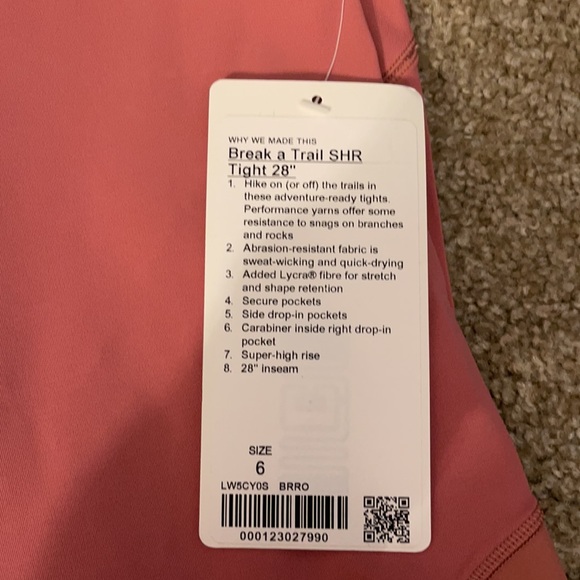 WHY WE MADE THIS
Break a Trail SHR
Tight 28"
1. Hike on (or off) the trails in
these adventure-ready tights.
Performance yarns offer some
resistance to snags on branches
and rocks
2. Abrasion-resistant fabric is
sweat-wicking and quick-drying
3. Added Lycra® fibre for stretch
and shape retention
4. Secure pockets
5. Side drop-in pockets
6. Carabiner inside right drop-in
pocket
7. Super-high rise
8. 28" inseam
SIZE
6
LW5CY0S BRRO
000123027990